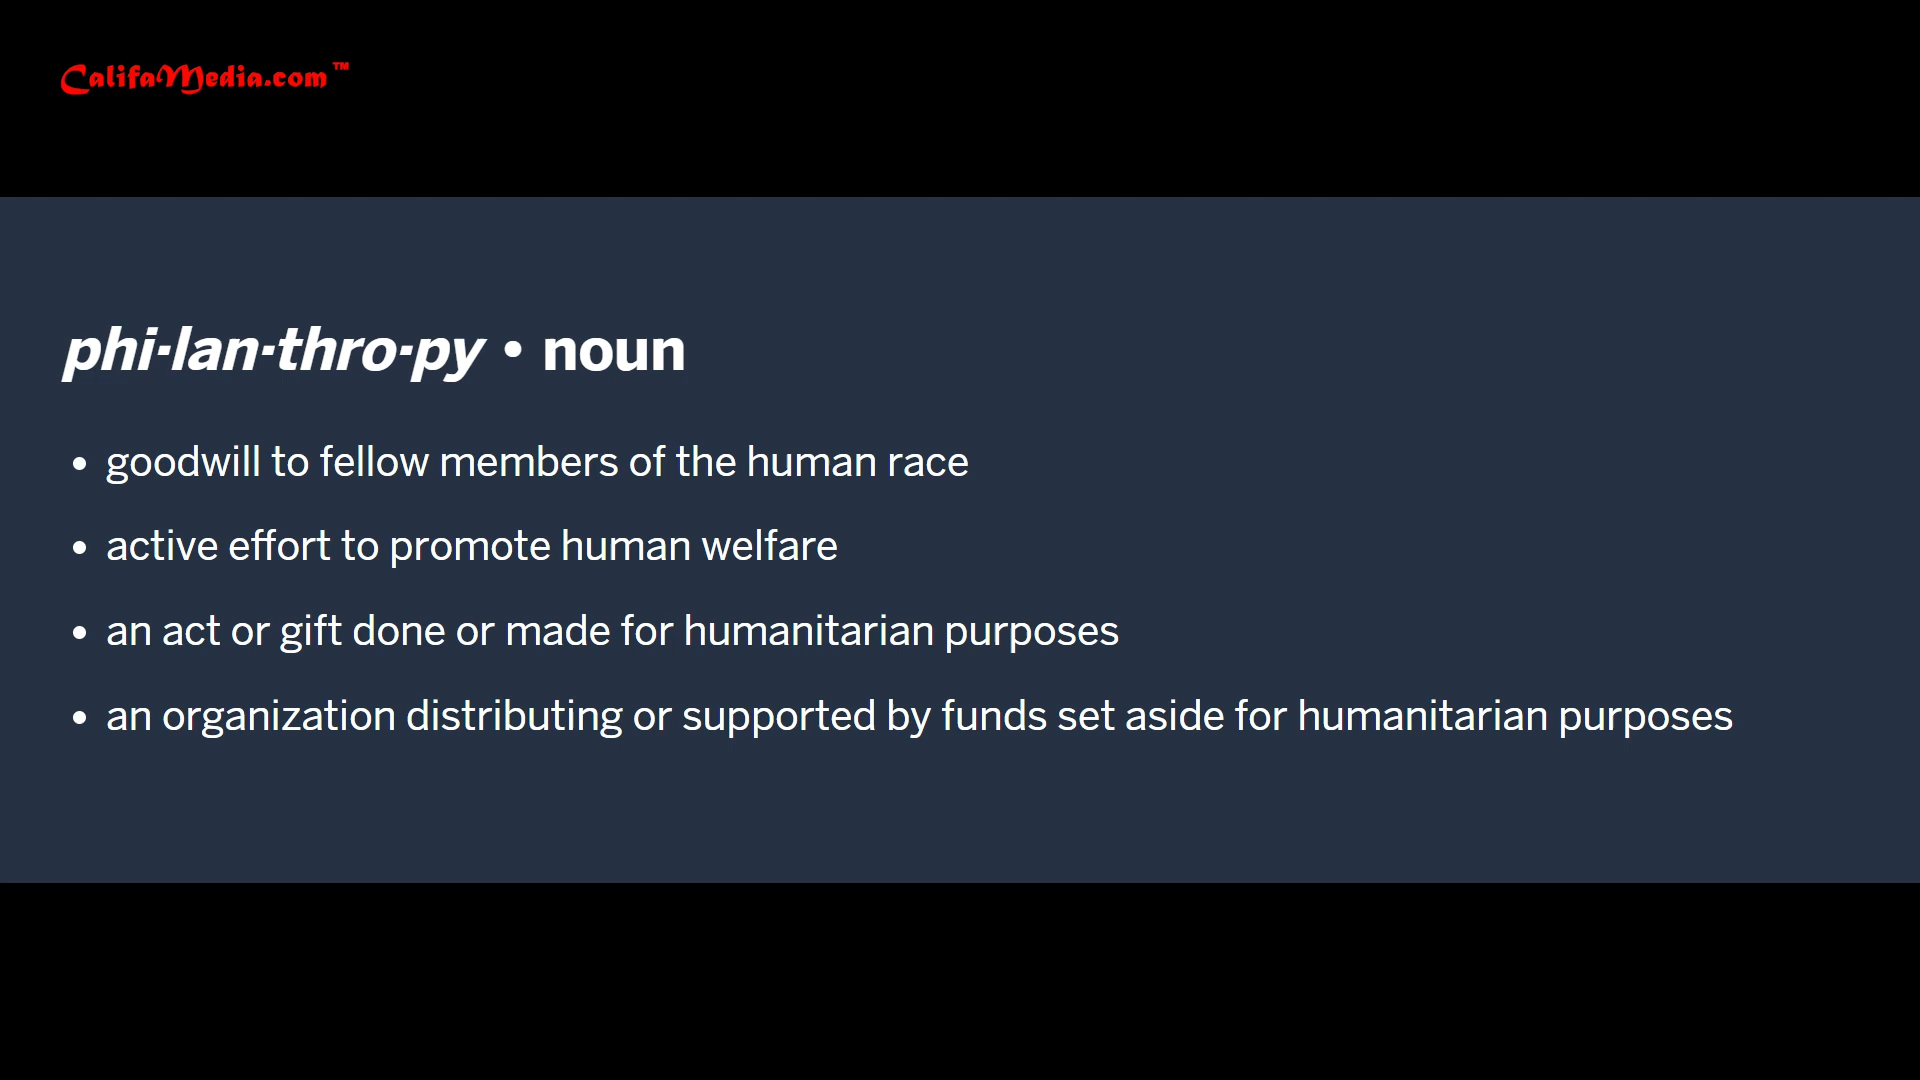 CalifaMedia.com™
phi·lan·thro·py • noun
• goodwill to fellow members of the human race
• active effort to promote human welfare
• an act or gift done or made for humanitarian purposes
• an organization distributing or supported by funds set aside for humanitarian purposes